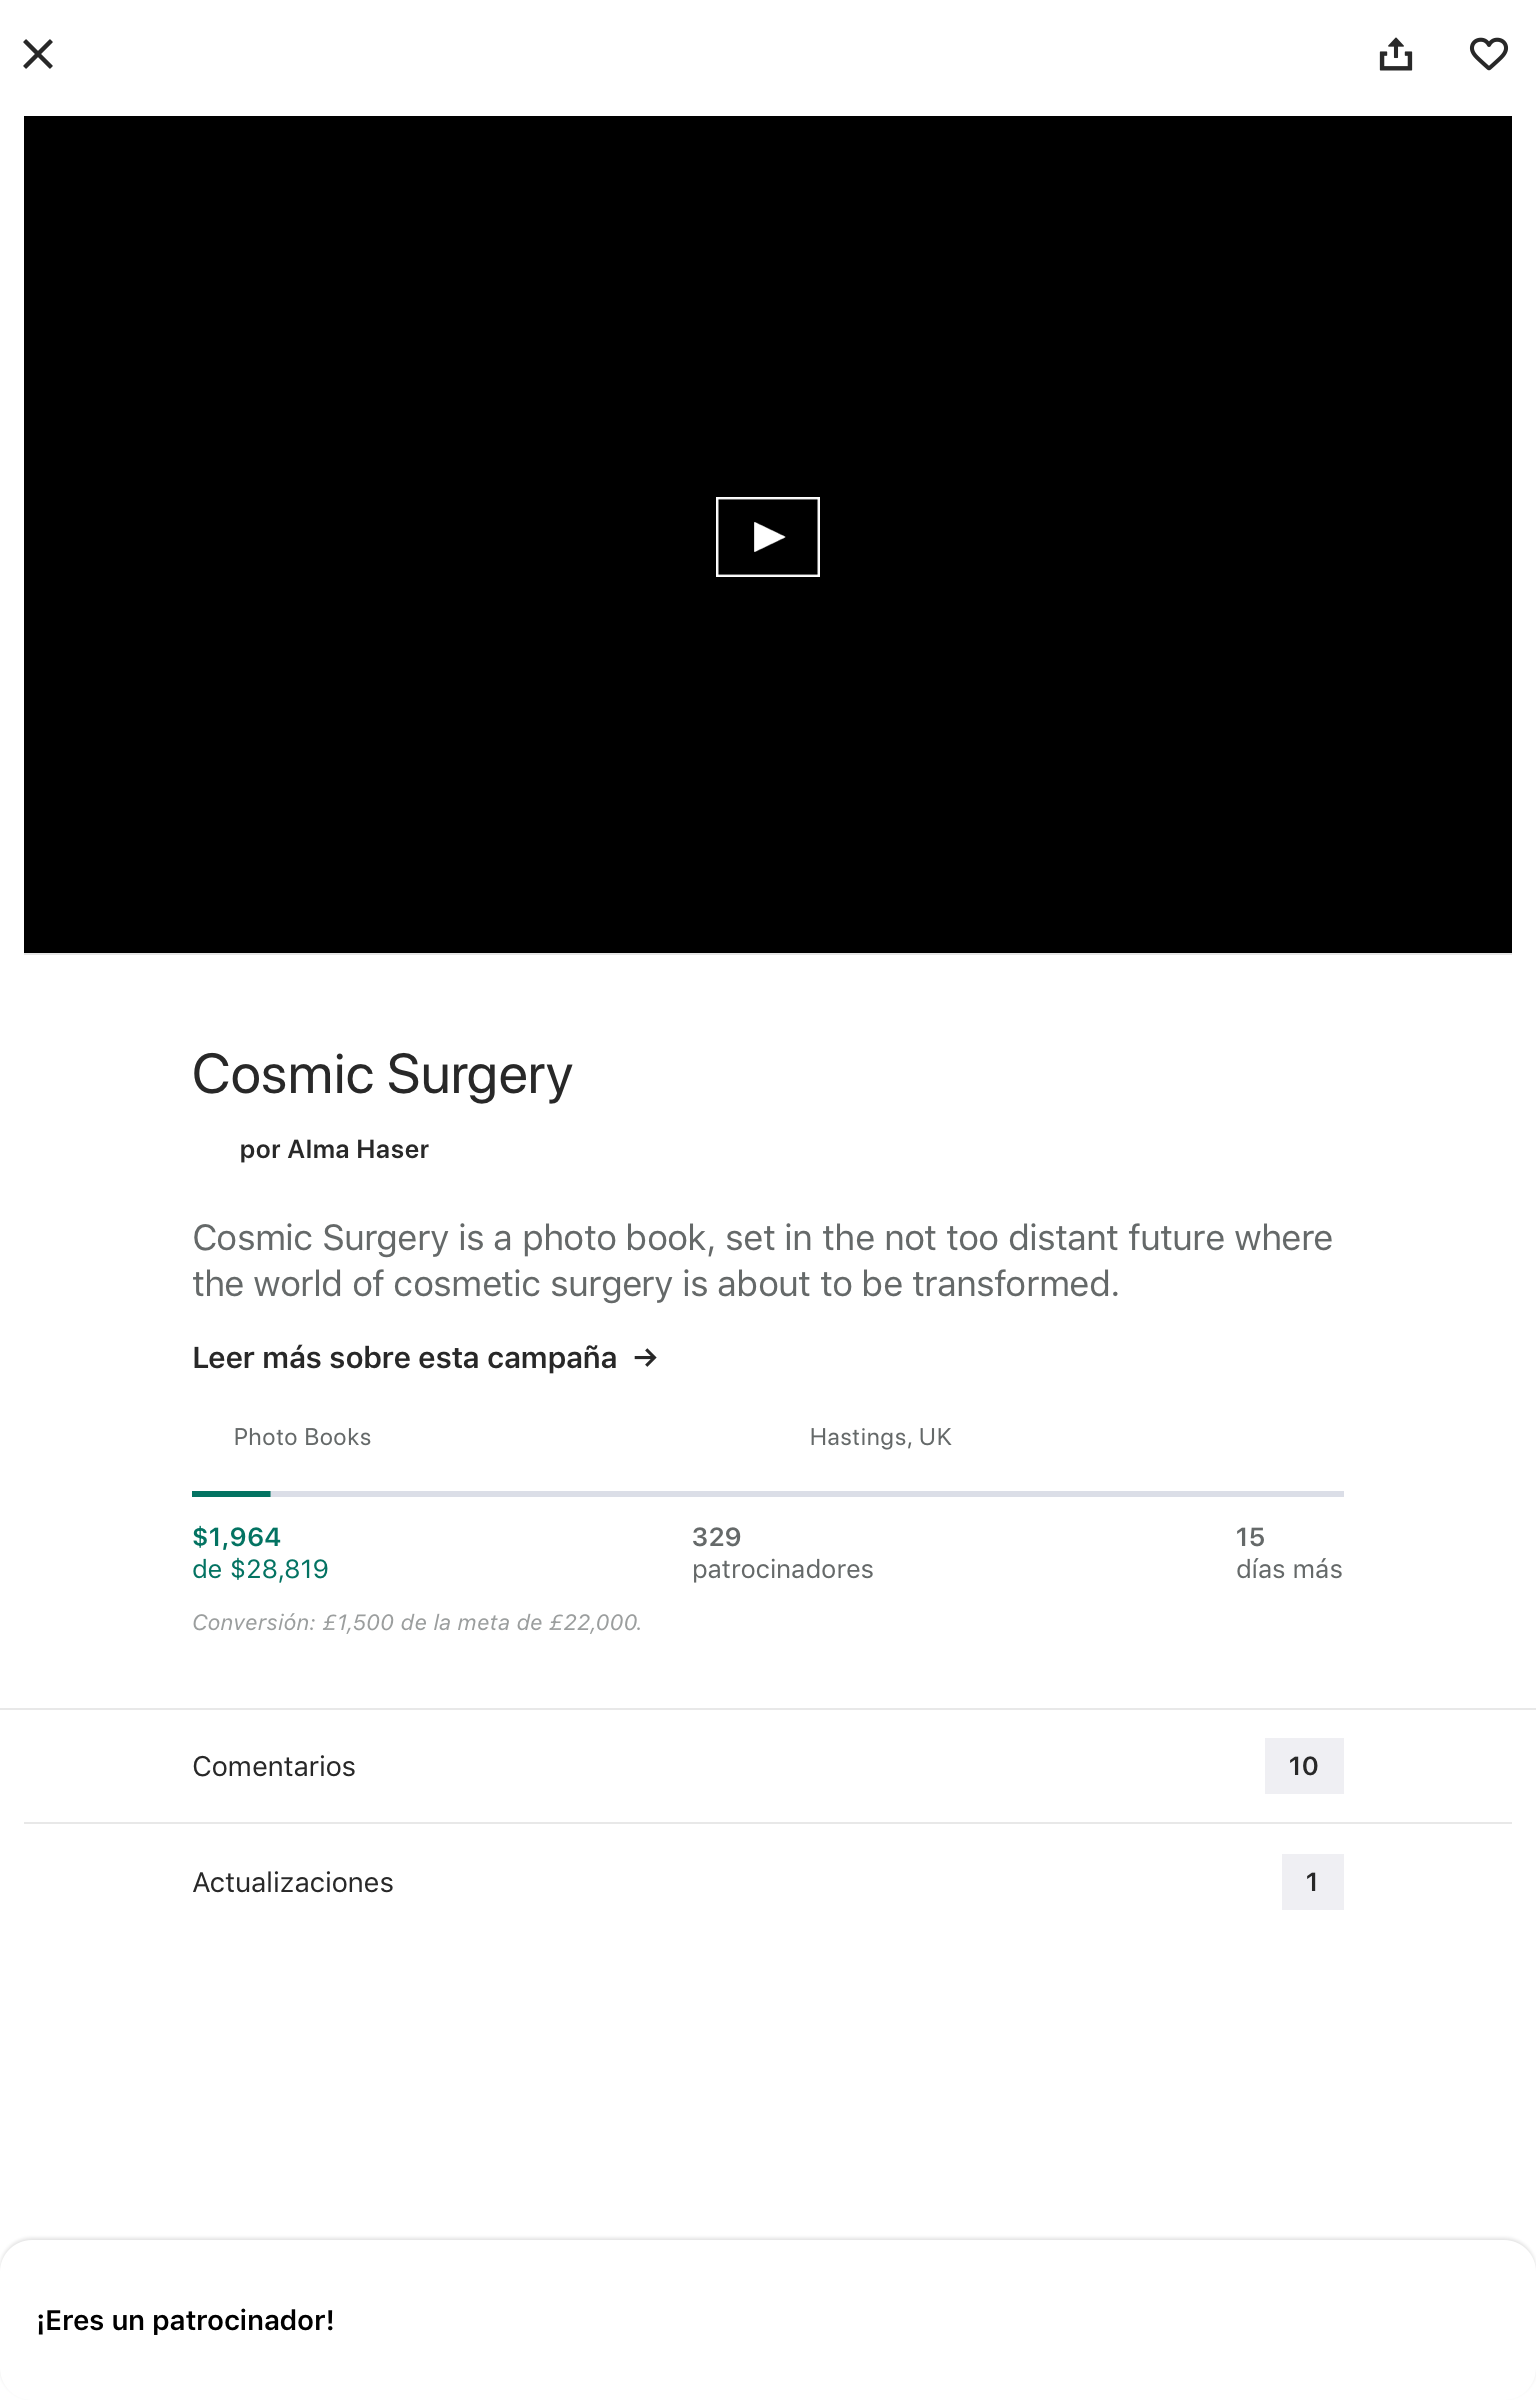 Cosmic Surgery
por Alma Haser
Cosmic Surgery is a photo book, set in the not too distant future where
the world of cosmetic surgery is about to be transformed.
Leer más sobre esta campaña →
Photo Books
Hastings, UK
$1,964
de $28,819
329
patrocinadores
15
días más
Conversión: £1,500 de la meta de £22,000.
Comentarios
10
Actualizaciones
1
¡Eres un patrocinador!